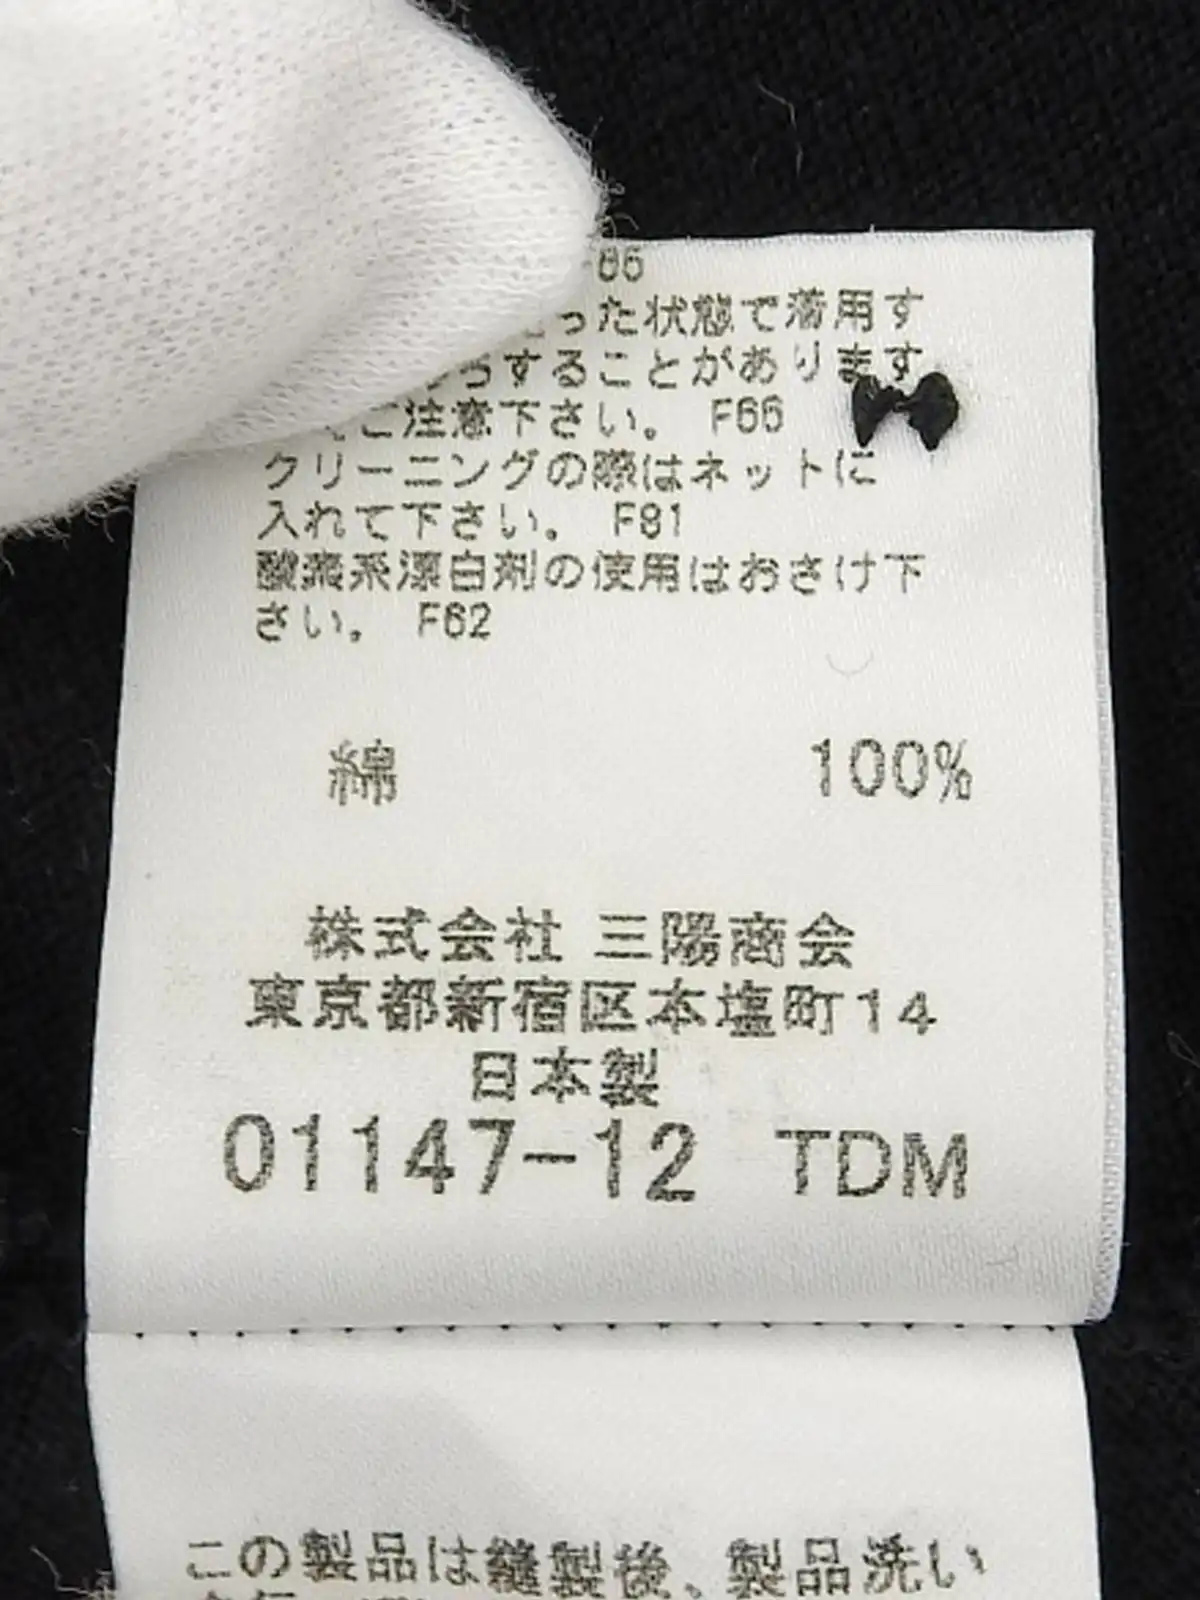 66
った状態で着用す
することがあります
ご注意下さい。 F66
クリーニングの際はネットに
入れて下さい。 F81
酸素系漂白剤の使用はおさけ下
さい。 F62
綿 100%
株式会社 三陽商会
東京都新宿区本塩町14
日本製
01147-12 TDM
この製品は縫製後、製品洗い